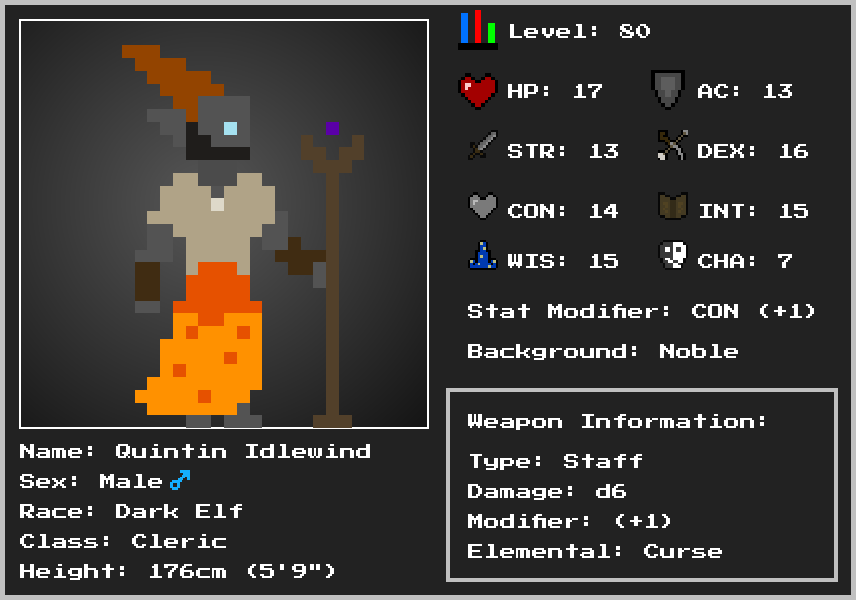 Level: 80
HP: 17
AC: 13
STR: 13
DEX: 16
CON: 14
INT: 15
WIS: 15
CHA: 7
Stat Modifier: CON (+1)
Background: Noble
Weapon Information:
Type: Staff
Damage: d6
Modifier: (+1)
Elemental: Curse
Name: Quintin Idlewind
Sex: Male♂
Race: Dark Elf
Class: Cleric
Height: 176cm (5'9")